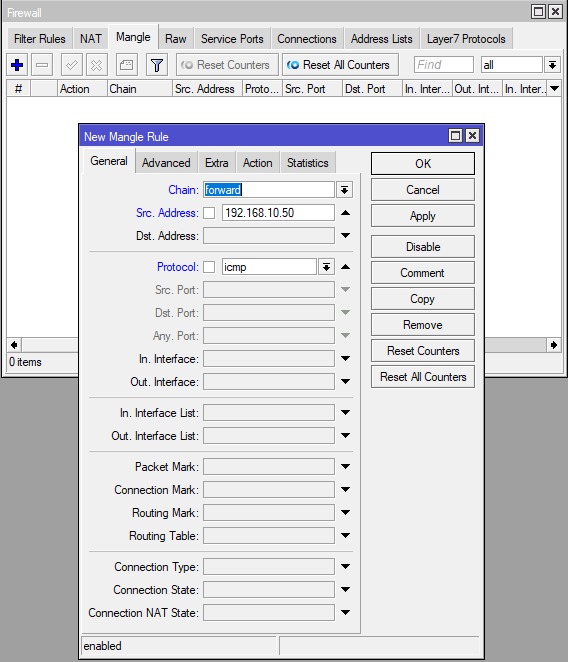 Firewall
Filter Rules NAT Mangle Raw Service Ports Connections Address Lists Layer7 Protocols
Reset Counters Reset All Counters Find all
# Action Chain Src. Address Proto... Src. Port Dst. Port In. Inter... Out. Int... In. Inter...
New Mangle Rule
General Advanced Extra Action Statistics OK
Chain: forward Cancel
Src. Address: 192.168.10.50 Apply
Dst. Address: Disable
Protocol: icmp Comment
Src. Port: Copy
Dst. Port: Remove
Any. Port:
In. Interface: Reset Counters
0 items
Out. Interface: Reset All Counters
In. Interface List:
Out. Interface List:
Packet Mark:
Connection Mark:
Routing Mark:
Routing Table:
Connection Type:
Connection State:
Connection NAT State:
enabled